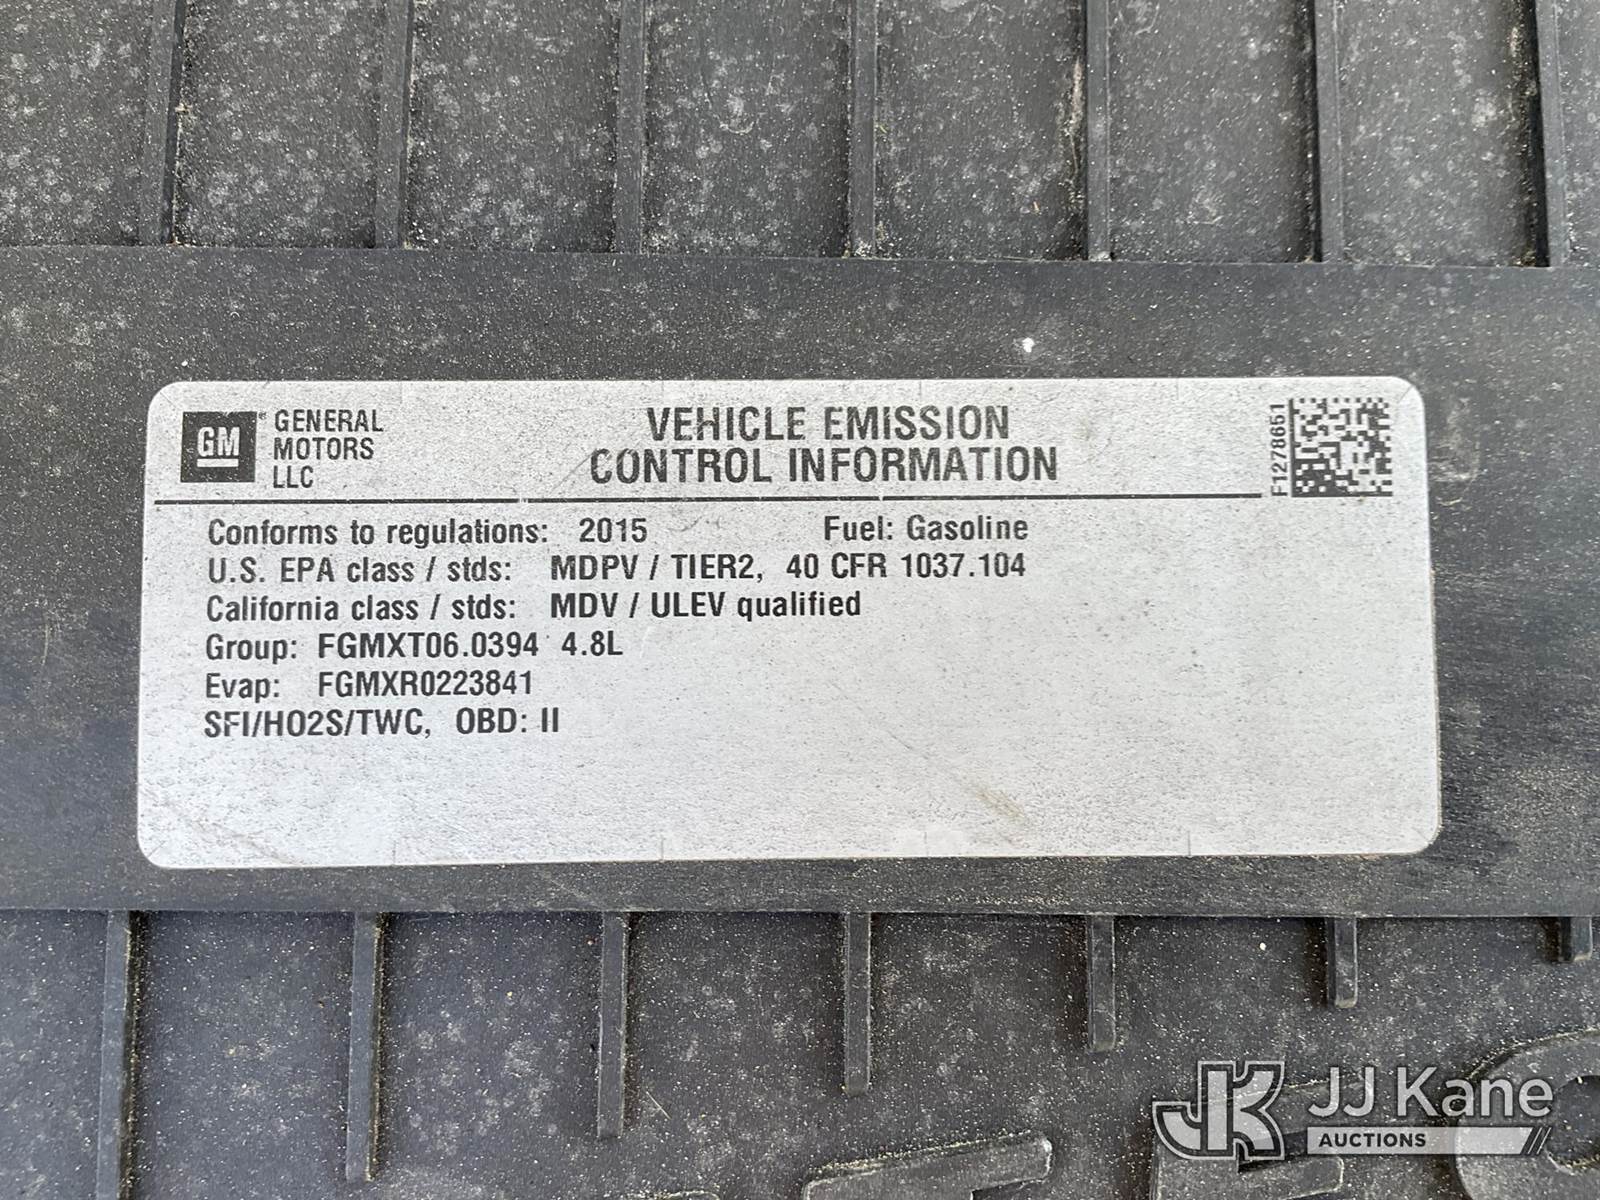 GM
GENERAL
MOTORS
LLC
VEHICLE EMISSION
CONTROL INFORMATION
F1278651
Conforms to regulations: 2015 Fuel: Gasoline
U.S. EPA class / stds: MDPV / TIER2, 40 CFR 1037.104
California class / stds: MDV / ULEV qualified
Group: FGMXT06.0394 4.8L
Evap: FGMXR0223841
SFI/HO2S/TWC, OBD: II
JK JJ Kane
AUCTIONS